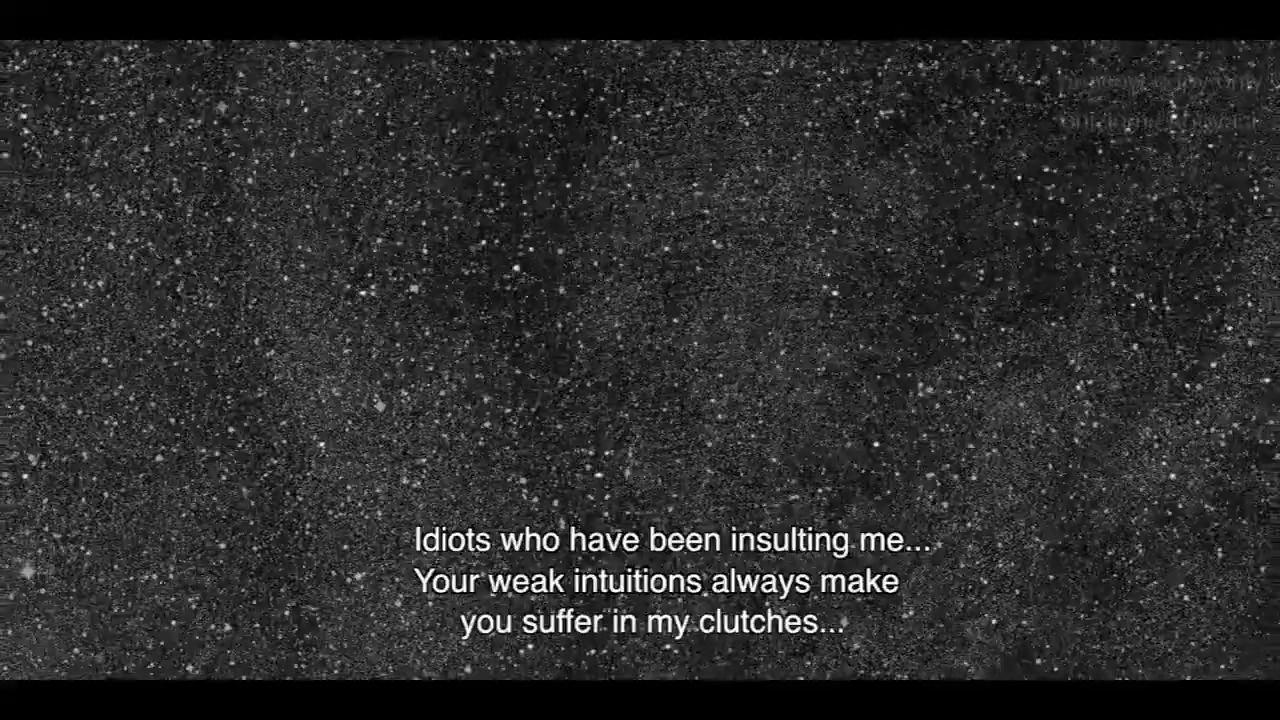 Idiots who have been insulting me...
Your weak intuitions always make
you suffer in my clutches...